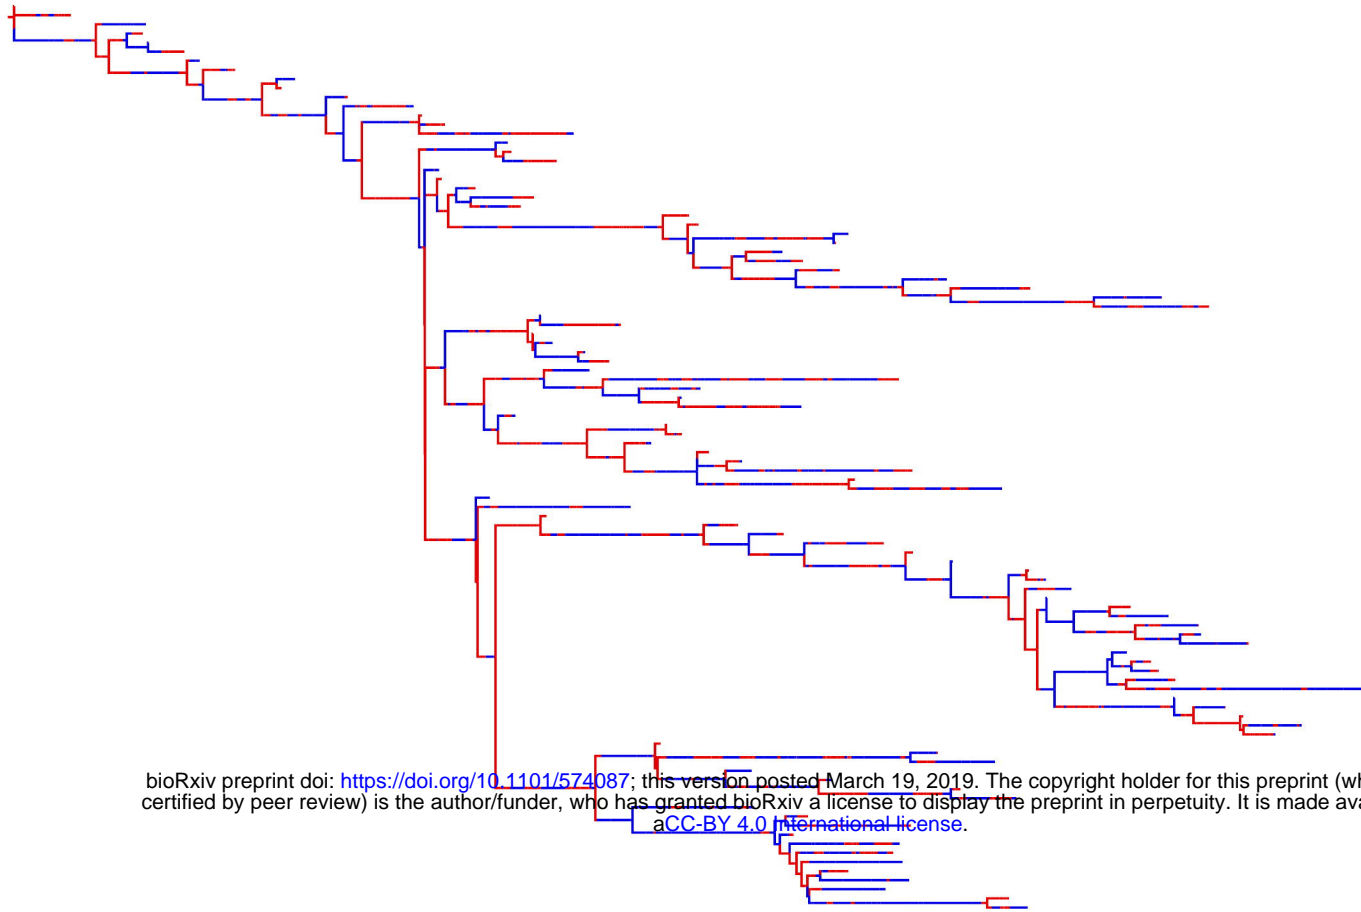 bioRxiv preprint doi: https://doi.org/10.1101/574087; this version posted March 19, 2019. The copyright holder for this preprint (wh
certified by peer review) is the author/funder, who has granted bioRxiv a license to display the preprint in perpetuity. It is made ava
aCC-BY 4.0 International license.